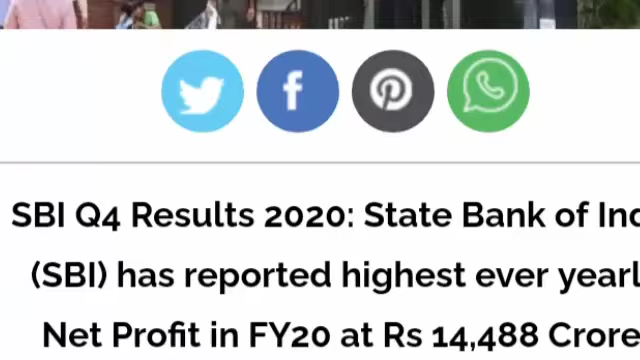 SBI Q4 Results 2020: State Bank of
(SBI) has reported highest ever
Net Profit in FY20 at Rs 14,488 Crore